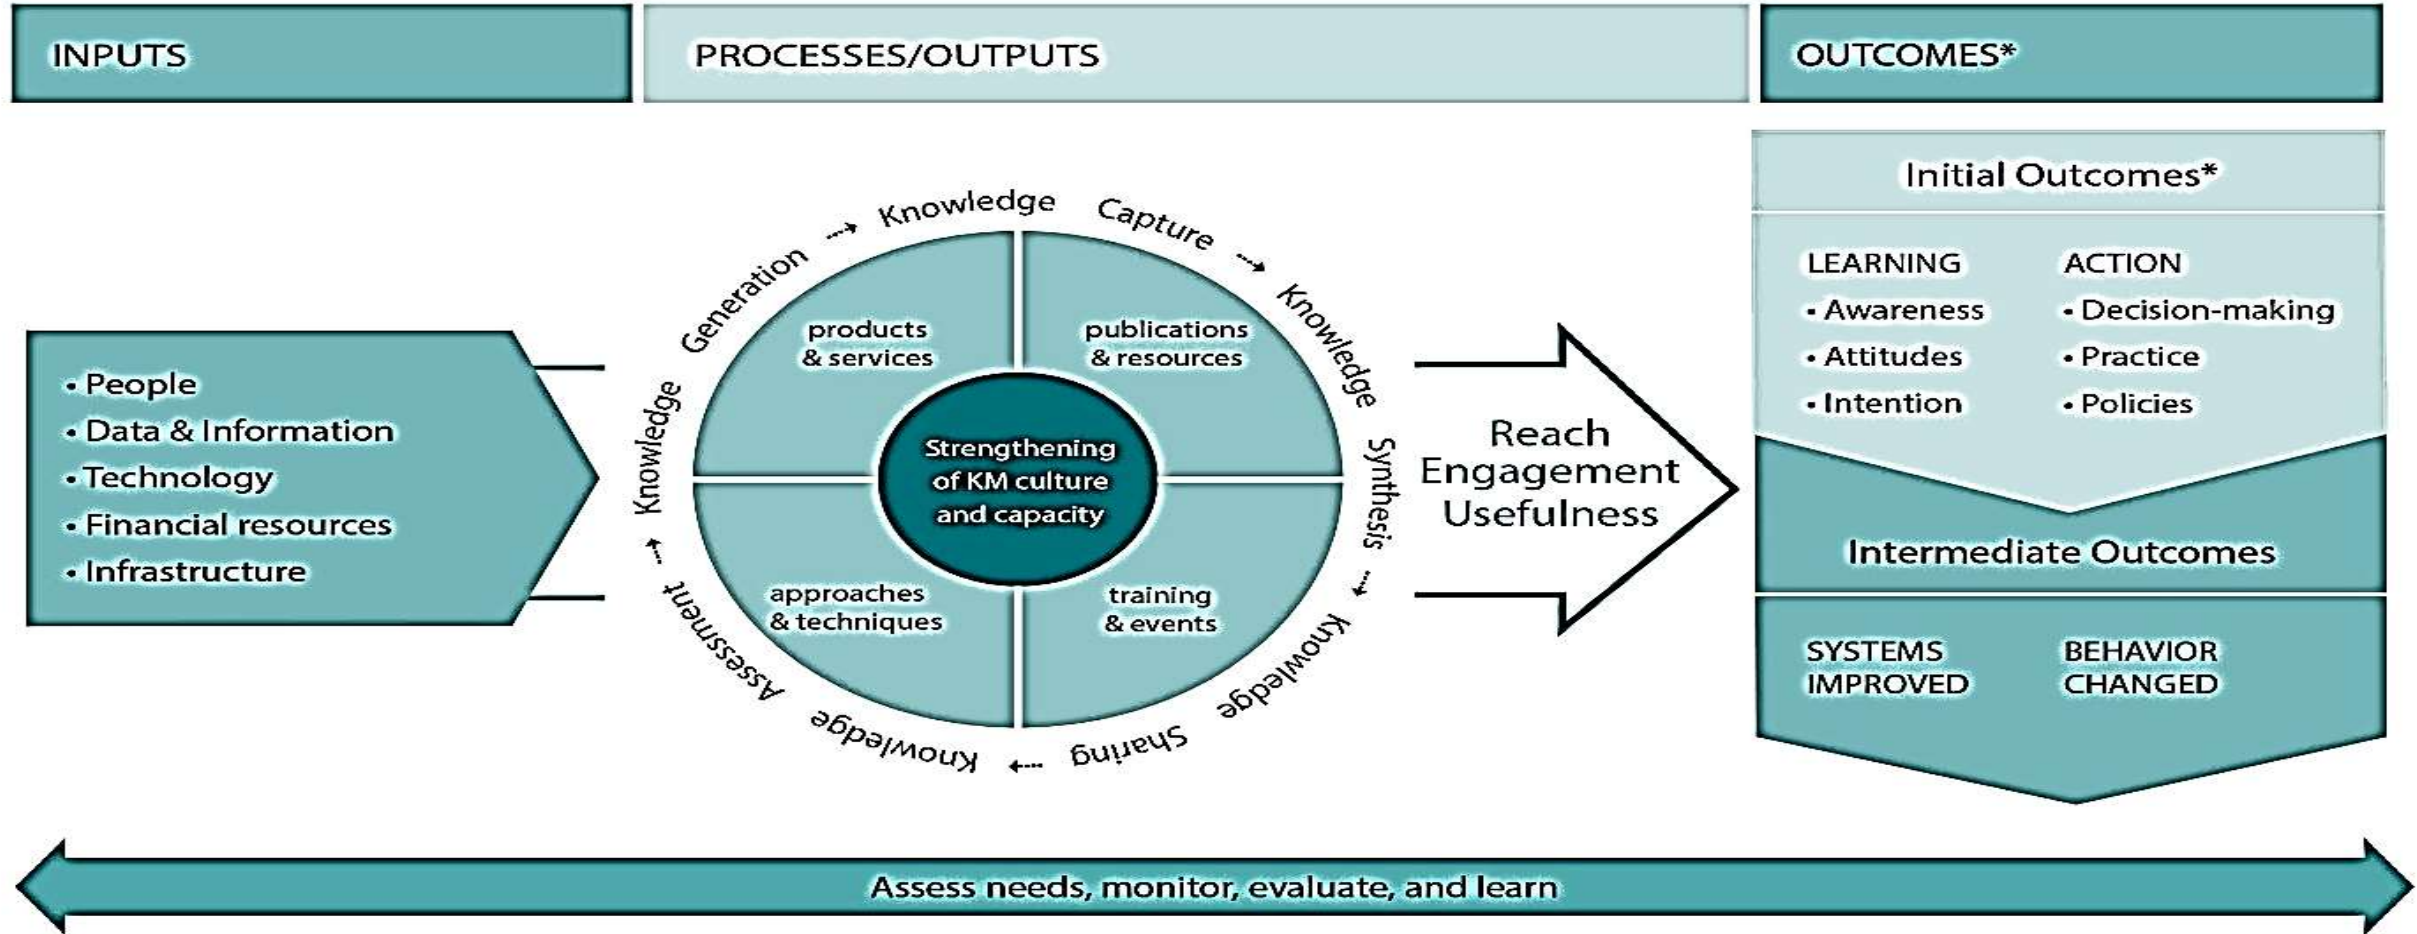 INPUTS
PROCESSES/OUTPUTS
OUTCOMES*
• People
• Data & Information
• Technology
• Financial resources
• Infrastructure
Knowledge Generation → Knowledge Capture → Knowledge Synthesis → Knowledge Sharing → Knowledge Assessment →
products
& services
publications
& resources
Strengthening
of KM culture
and capacity
approaches
& techniques
training
& events
Reach
Engagement
Usefulness
Initial Outcomes*
LEARNING
• Awareness
• Attitudes
• Intention
ACTION
• Decision-making
• Practice
• Policies
Intermediate Outcomes
SYSTEMS
IMPROVED
BEHAVIOR
CHANGED
Assess needs, monitor, evaluate, and learn